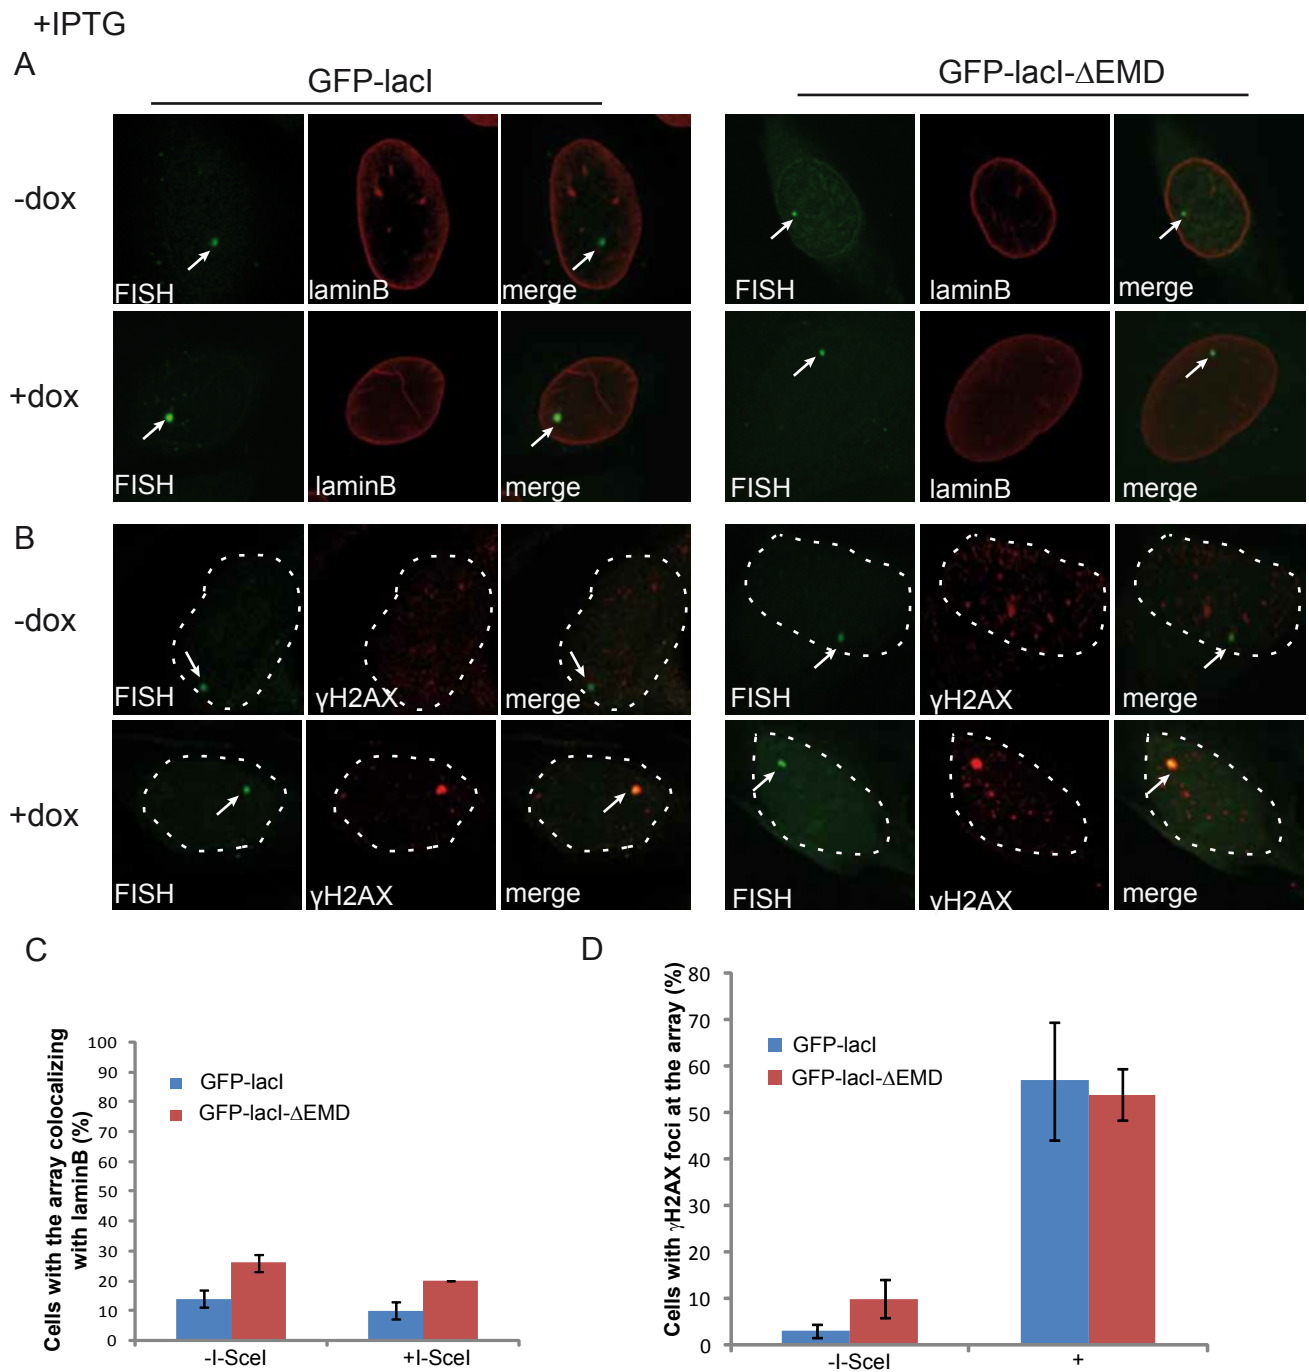 +IPTG
A
GFP-lacI
GFP-lacI-ΔEMD
-dox
FISH
laminB
merge
FISH
laminB
merge
+dox
FISH
laminB
merge
FISH
laminB
merge
B
-dox
FISH
γH2AX
merge
FISH
γH2AX
merge
+dox
FISH
γH2AX
merge
FISH
γH2AX
merge
C
Cells with the array colocalizing
with laminB (%)
100
90
80
70
60
50
40
30
20
10
0
GFP-lacI
GFP-lacI-ΔEMD
-I-SceI
+I-SceI
D
Cells with γH2AX foci at the array (%)
80
70
60
50
40
30
20
10
0
GFP-lacI
GFP-lacI-ΔEMD
-I-SceI
+